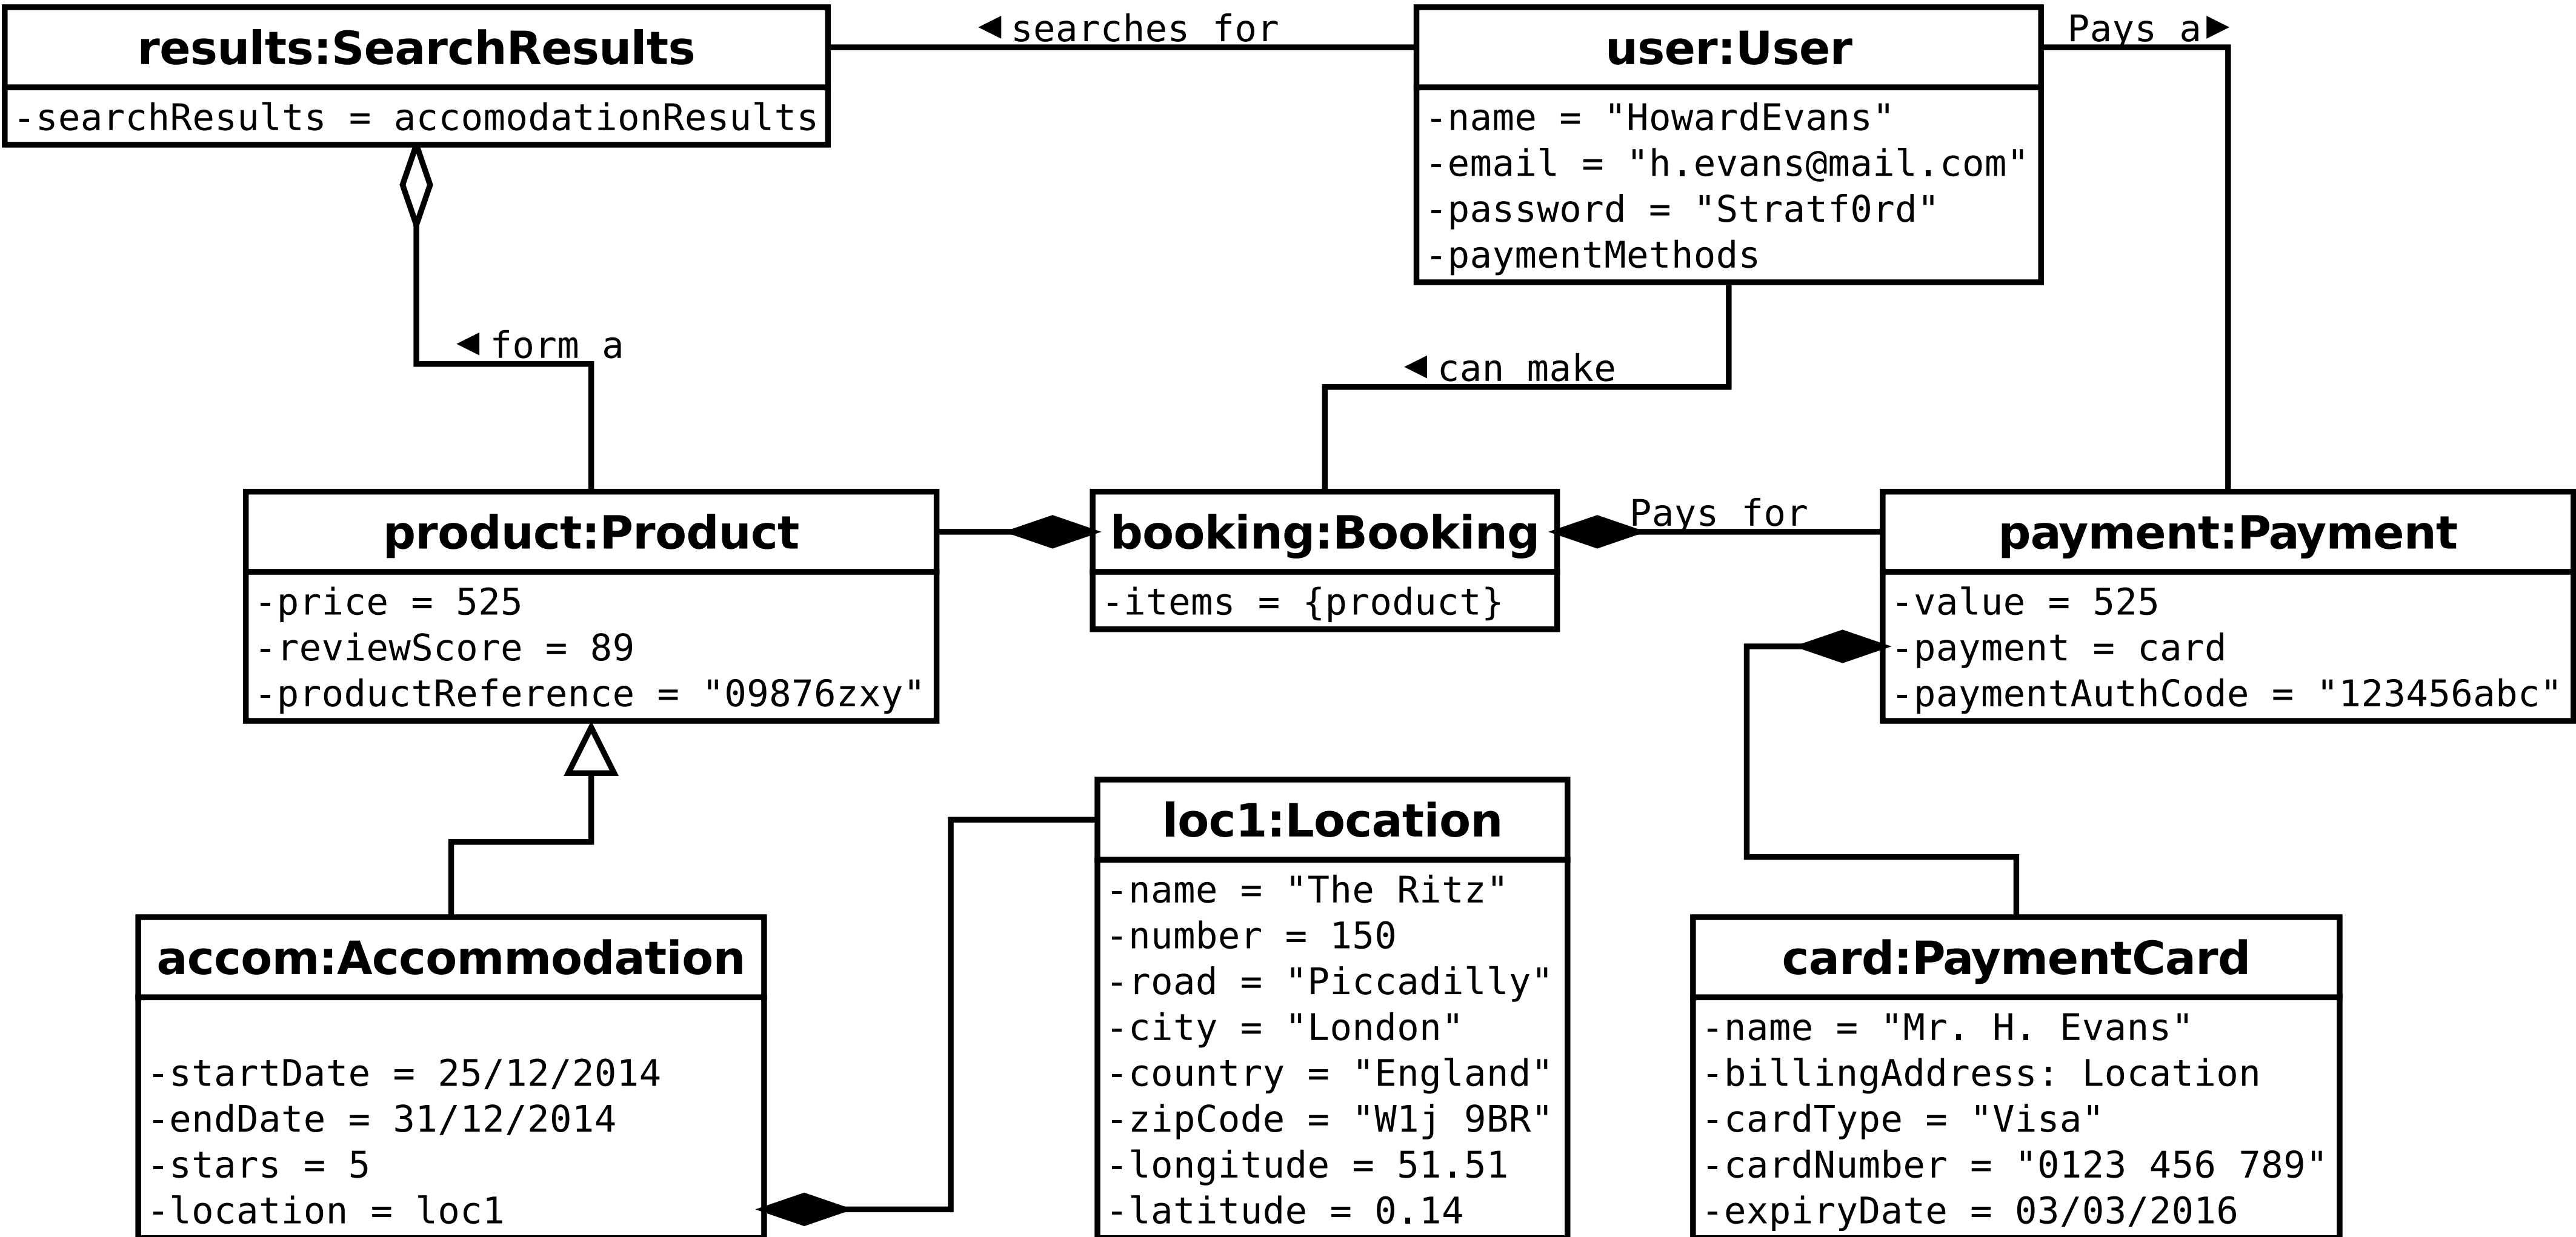 results:SearchResults
-searchResults = accomodationResults
◄ searches for
user:User
-name = "HowardEvans"
-email = "h.evans@mail.com"
-password = "Stratf0rd"
-paymentMethods
Pays a►
◄ form a
◄ can make
product:Product
-price = 525
-reviewScore = 89
-productReference = "09876zxy"
booking:Booking
-items = {product}
Pays for
payment:Payment
-value = 525
-payment = card
-paymentAuthCode = "123456abc"
accom:Accommodation
-startDate = 25/12/2014
-endDate = 31/12/2014
-stars = 5
-location = loc1
loc1:Location
-name = "The Ritz"
-number = 150
-road = "Piccadilly"
-city = "London"
-country = "England"
-zipCode = "W1j 9BR"
-longitude = 51.51
-latitude = 0.14
card:PaymentCard
-name = "Mr. H. Evans"
-billingAddress: Location
-cardType = "Visa"
-cardNumber = "0123 456 789"
-expiryDate = 03/03/2016